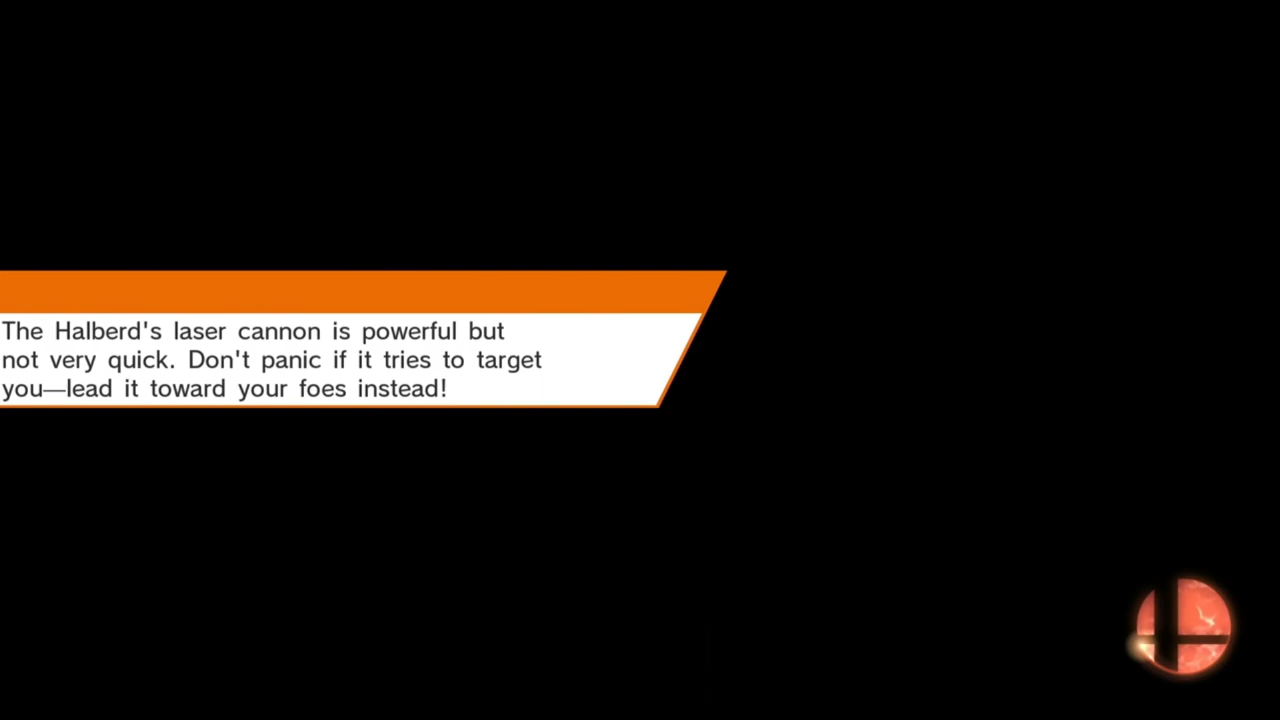 The Halberd's laser cannon is powerful but
not very quick. Don't panic if it tries to target
you—lead it toward your foes instead!